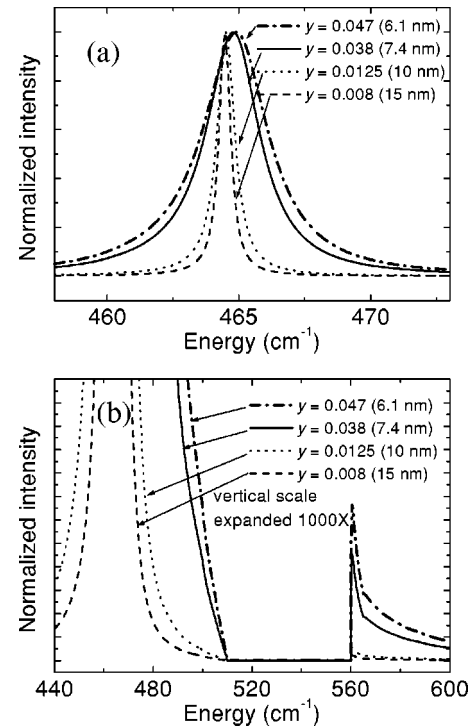 (a)
y = 0.047 (6.1 nm)
y = 0.038 (7.4 nm)
y = 0.0125 (10 nm)
y = 0.008 (15 nm)
Normalized intensity
460
465
470
Energy (cm⁻¹)
(b)
y = 0.047 (6.1 nm)
y = 0.038 (7.4 nm)
y = 0.0125 (10 nm)
y = 0.008 (15 nm)
vertical scale
expanded 1000X
Normalized intensity
440
480
520
560
600
Energy (cm⁻¹)